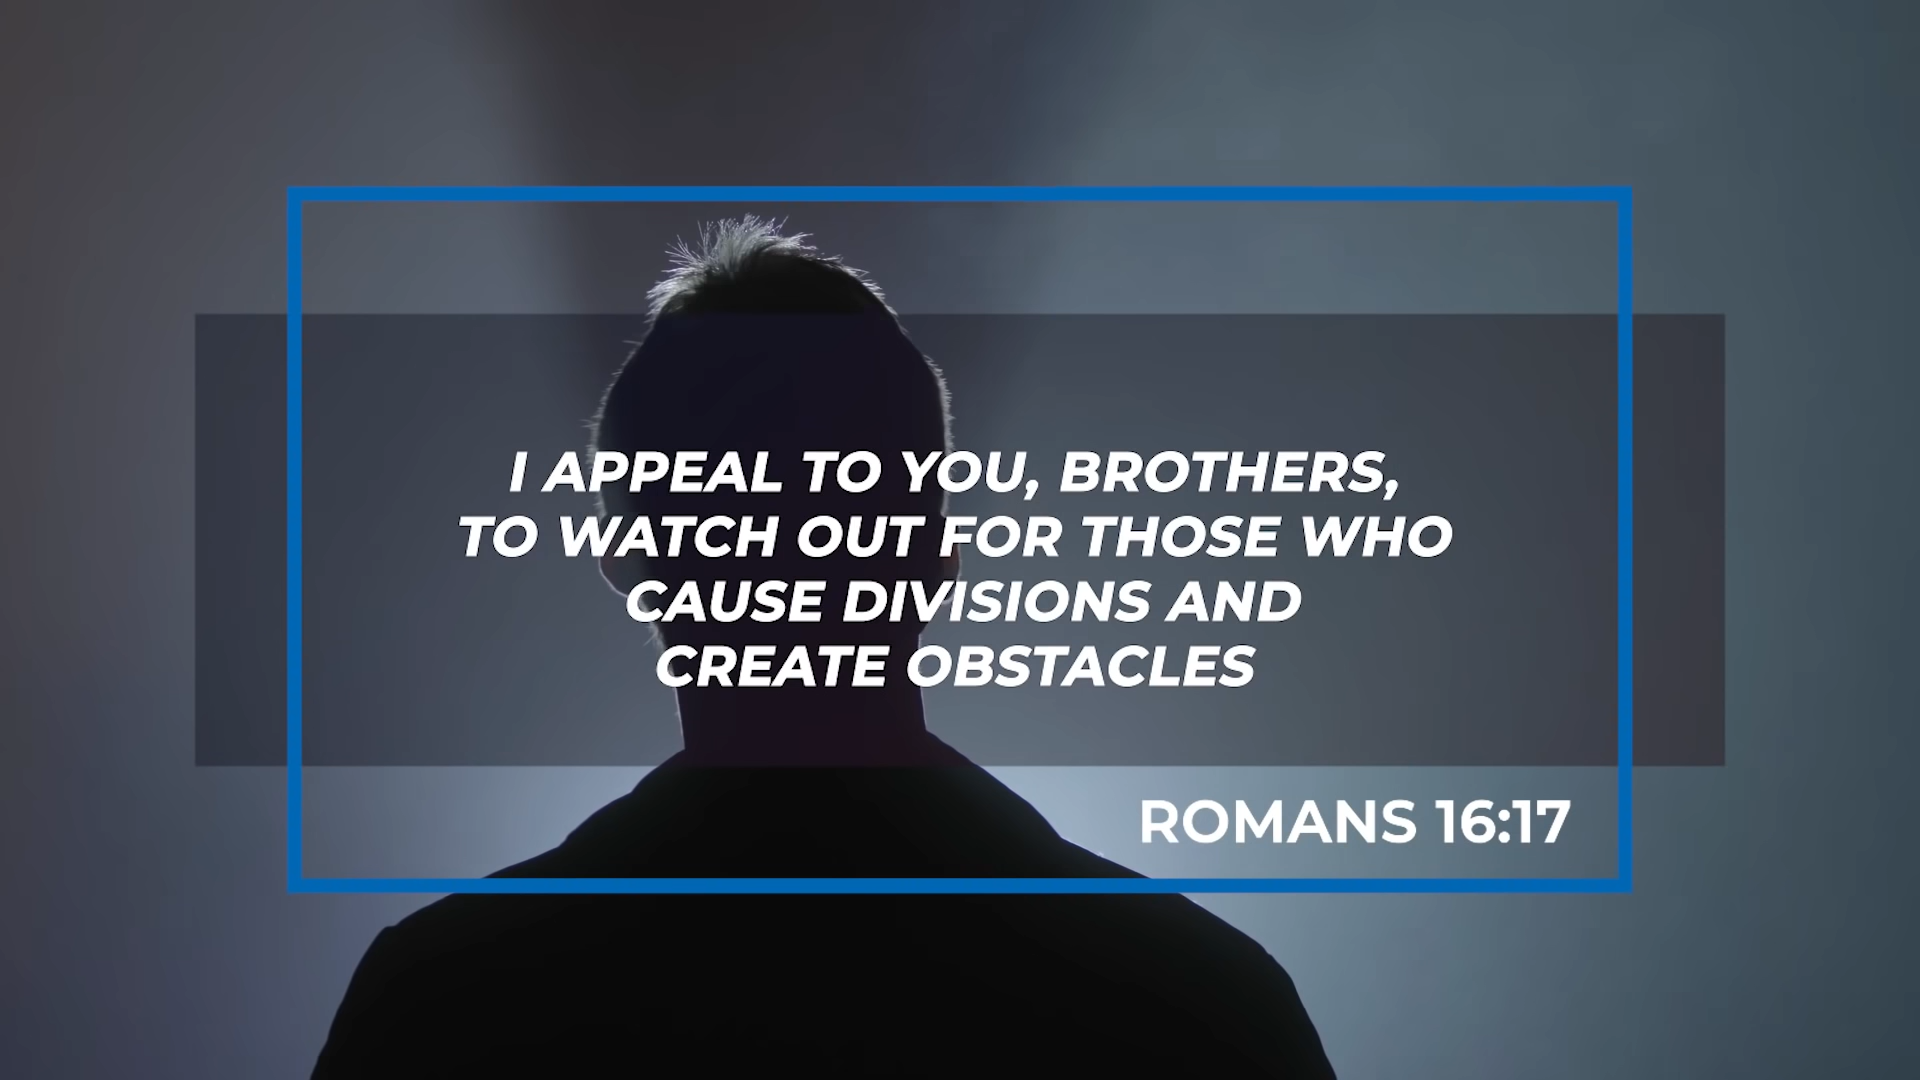 I APPEAL TO YOU, BROTHERS,
TO WATCH OUT FOR THOSE WHO
CAUSE DIVISIONS AND
CREATE OBSTACLES
ROMANS 16:17